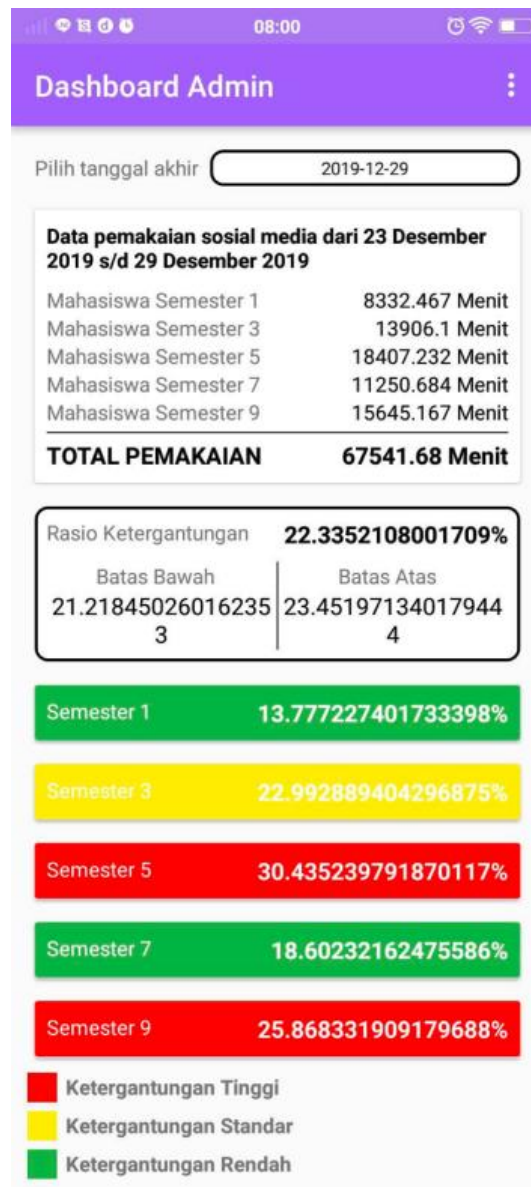 08:00
Dashboard Admin
Pilih tanggal akhir 2019-12-29
Data pemakaian sosial media dari 23 Desember
2019 s/d 29 Desember 2019
Mahasiswa Semester 1 8332.467 Menit
Mahasiswa Semester 3 13906.1 Menit
Mahasiswa Semester 5 18407.232 Menit
Mahasiswa Semester 7 11250.684 Menit
Mahasiswa Semester 9 15645.167 Menit
TOTAL PEMAKAIAN 67541.68 Menit
Rasio Ketergantungan 22.3352108001709%
Batas Bawah Batas Atas
21.21845026016235 23.45197134017944
3 4
Semester 1 13.777227401733398%
Semester 3 22.992889404296875%
Semester 5 30.435239791870117%
Semester 7 18.60232162475586%
Semester 9 25.868331909179688%
Ketergantungan Tinggi
Ketergantungan Standar
Ketergantungan Rendah